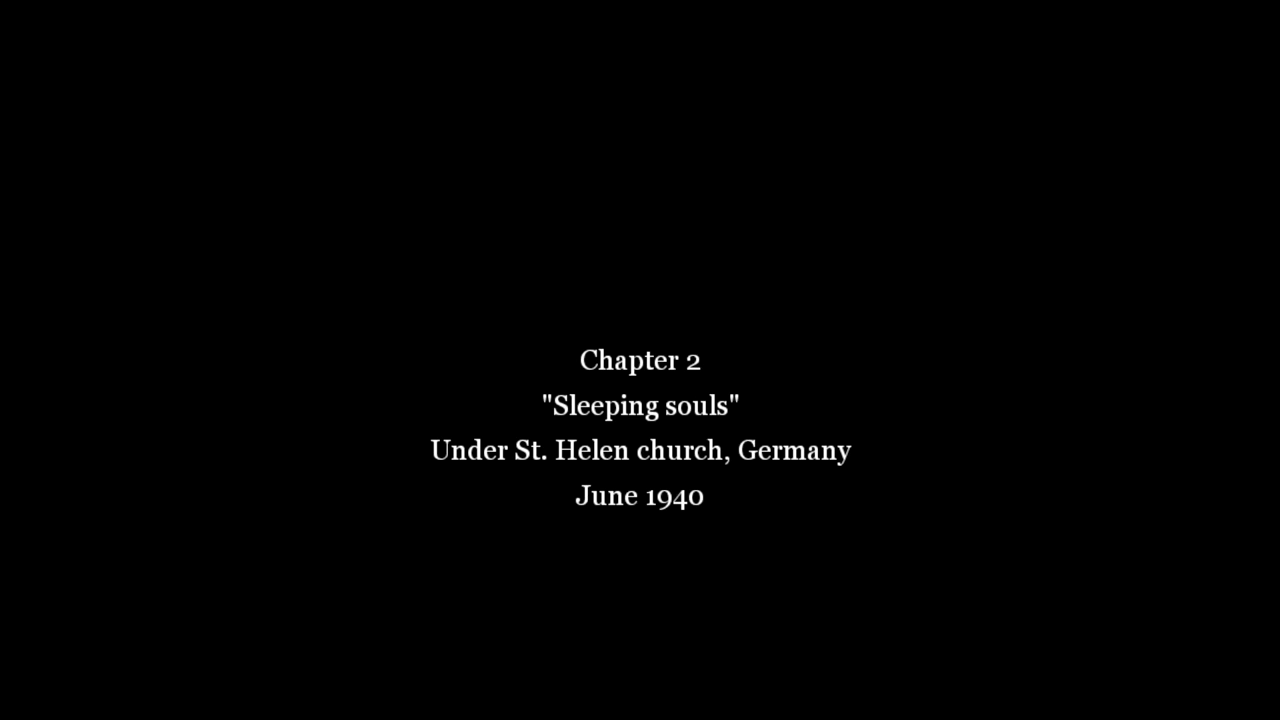 Chapter 2
"Sleeping souls"
Under St. Helen church, Germany
June 1940